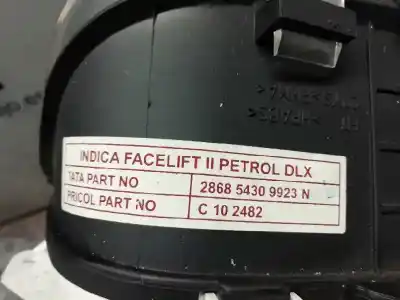 INDICA FACELIFT II PETROL DLX
TATA PART NO 2868 5430 9923 N
PRICOL PART NO C 10 2482